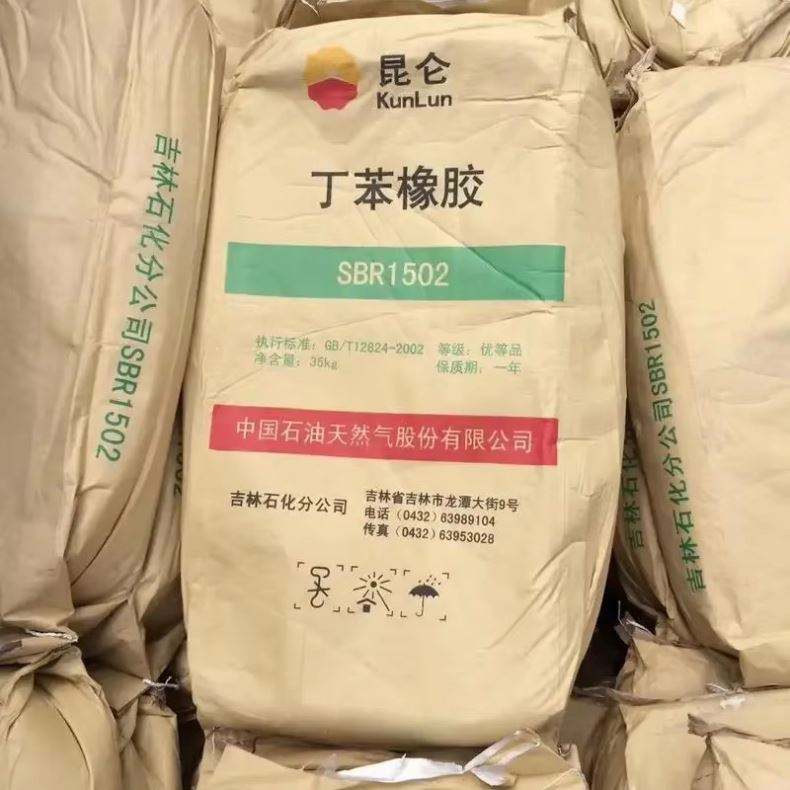 昆仑
KunLun
丁苯橡胶
SBR1502
执行标准：GB/T12824-2002 等级：优等品
净含量：35kg 保质期：一年
中国石油天然气股份有限公司
吉林石化分公司
吉林省吉林市龙潭大街9号
电话（0432）63989104
传真（0432）63953028
吉林石化分公司SBR1502
吉林石化分公司SBR1502